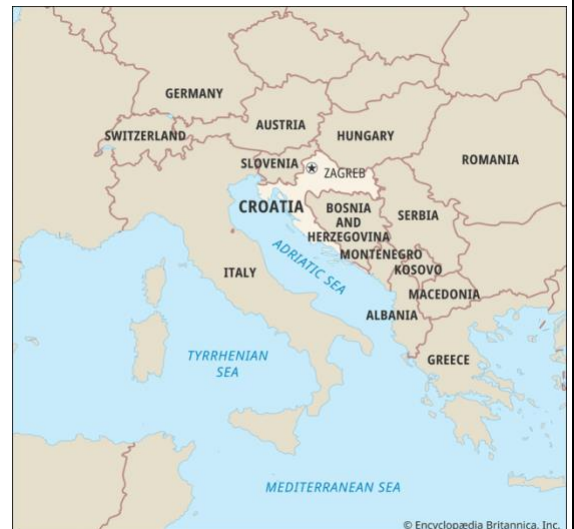 GERMANY
SWITZERLAND
AUSTRIA
HUNGARY
SLOVENIA
ZAGREB
ROMANIA
CROATIA
BOSNIA
AND
HERZEGOVINA
SERBIA
MONTENEGRO
KOSOVO
ITALY
ADRIATIC SEA
MACEDONIA
ALBANIA
GREECE
TYRRHENIAN
SEA
MEDITERRANEAN SEA
© Encyclopædia Britannica, Inc.